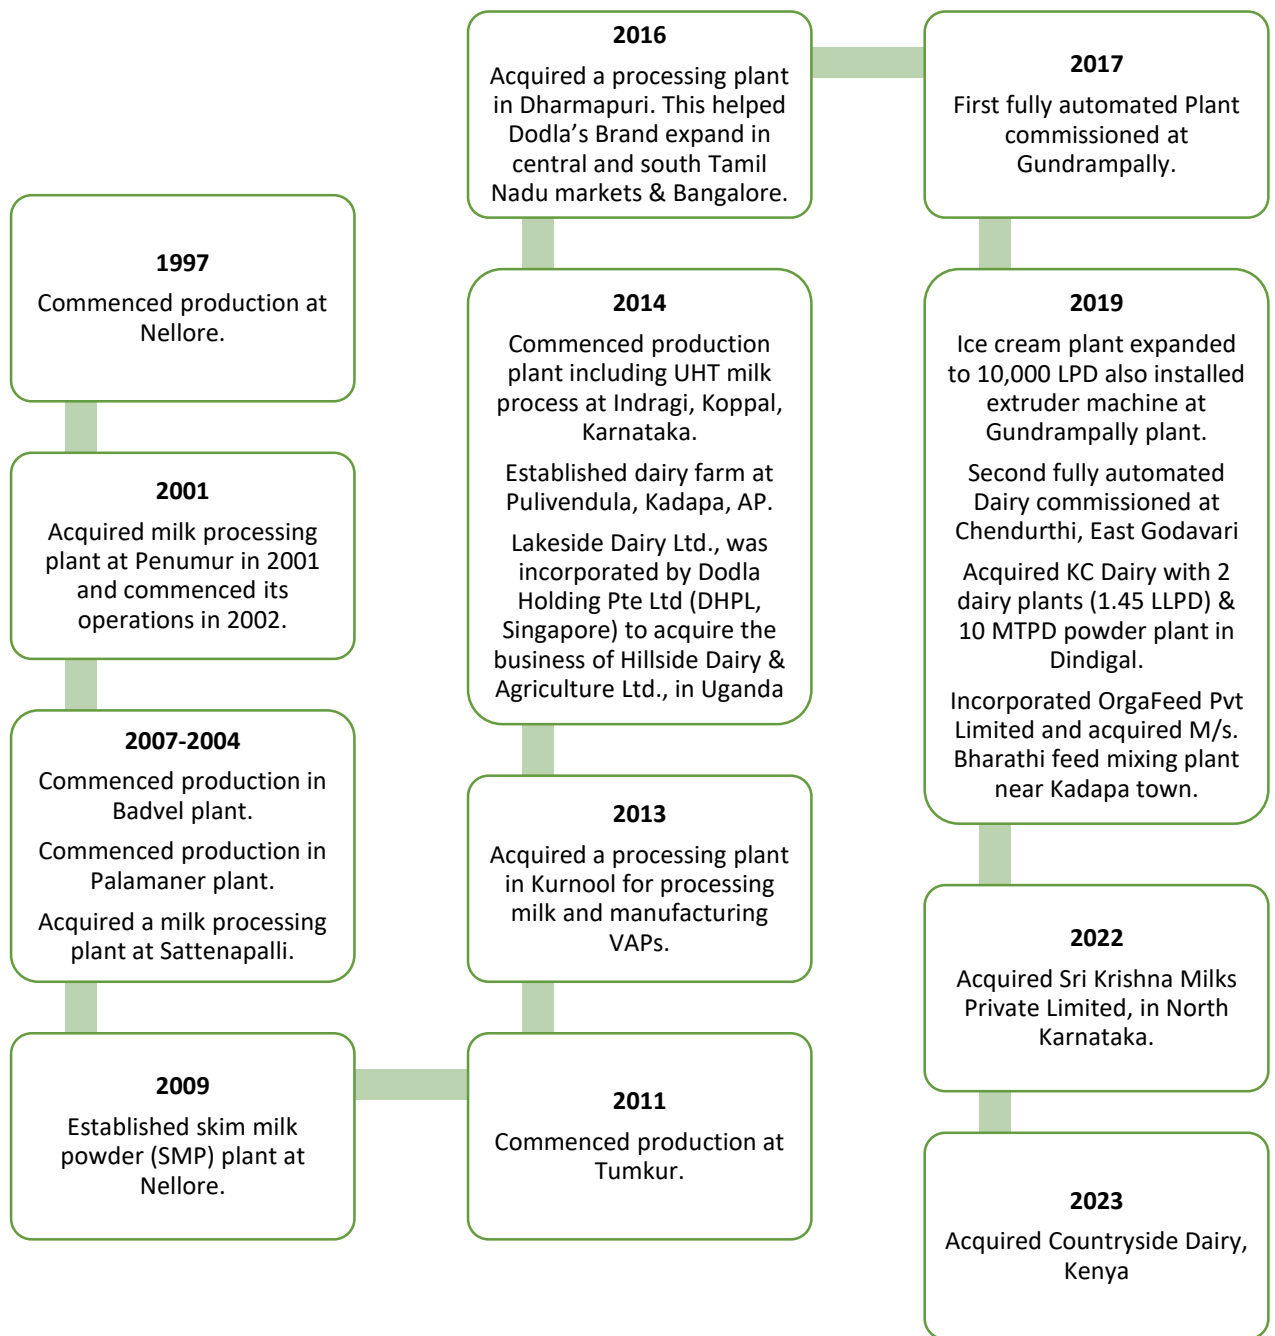 1997
Commenced production at
Nellore.
2001
Acquired milk processing
plant at Penumur in 2001
and commenced its
operations in 2002.
2007-2004
Commenced production in
Badvel plant.
Commenced production in
Palamaner plant.
Acquired a milk processing
plant at Sattenapalli.
2009
Established skim milk
powder (SMP) plant at
Nellore.
2011
Commenced production at
Tumkur.
2013
Acquired a processing plant
in Kurnool for processing
milk and manufacturing
VAPs.
2014
Commenced production
plant including UHT milk
process at Indragi, Koppal,
Karnataka.
Established dairy farm at
Pulivendula, Kadapa, AP.
Lakeside Dairy Ltd., was
incorporated by Dodla
Holding Pte Ltd (DHPL,
Singapore) to acquire the
business of Hillside Dairy &
Agriculture Ltd., in Uganda
2016
Acquired a processing plant
in Dharmapuri. This helped
Dodla’s Brand expand in
central and south Tamil
Nadu markets & Bangalore.
2017
First fully automated Plant
commissioned at
Gundrampally.
2019
Ice cream plant expanded
to 10,000 LPD also installed
extruder machine at
Gundrampally plant.
Second fully automated
Dairy commissioned at
Chendurthi, East Godavari
Acquired KC Dairy with 2
dairy plants (1.45 LLPD) &
10 MTPD powder plant in
Dindigal.
Incorporated OrgaFeed Pvt
Limited and acquired M/s.
Bharathi feed mixing plant
near Kadapa town.
2022
Acquired Sri Krishna Milks
Private Limited, in North
Karnataka.
2023
Acquired Countryside Dairy,
Kenya